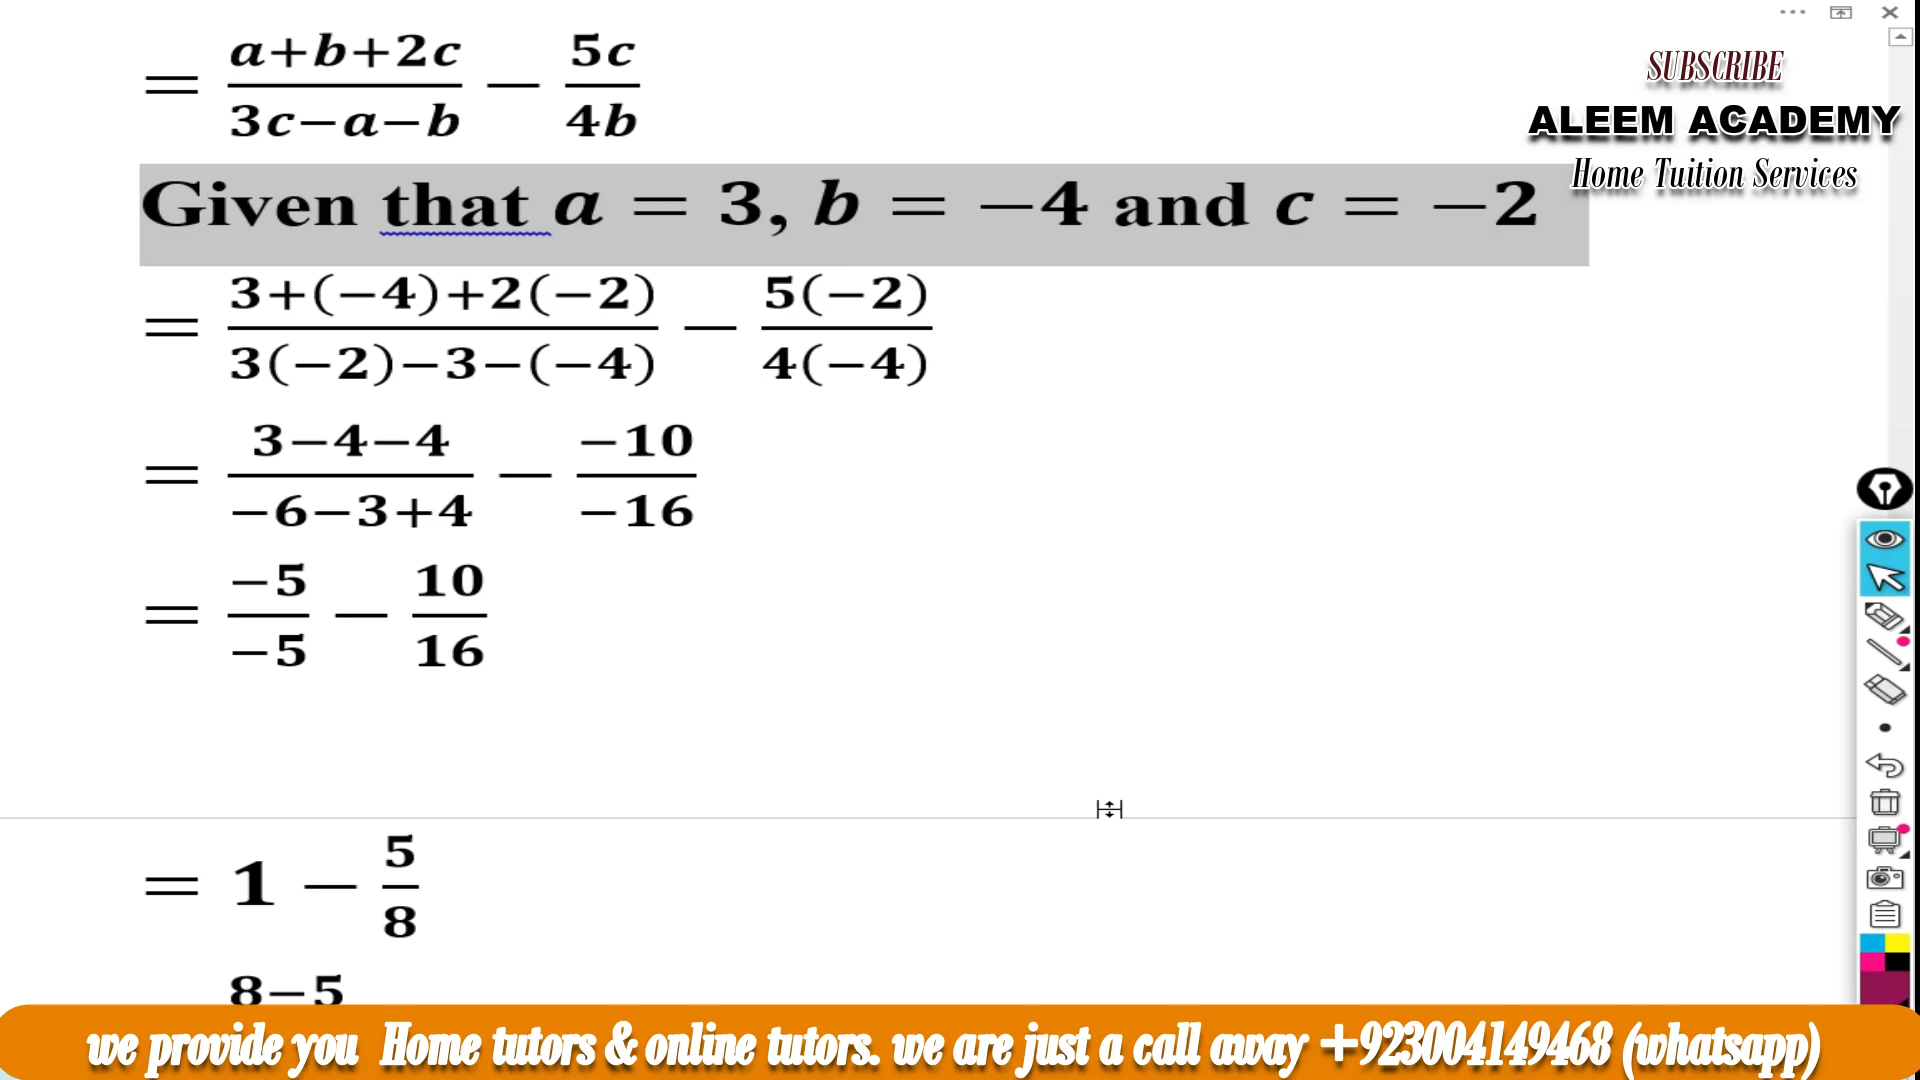 = a+b+2c/3c−a−b − 5c/4b
SUBSCRIBE
ALEEM ACADEMY
Home Tuition Services
Given that a = 3, b = −4 and c = −2
= 3+(−4)+2(−2)/3(−2)−3−(−4) − 5(−2)/4(−4)
= 3−4−4/−6−3+4 − −10/−16
= −5/−5 − 10/16
= 1 − 5/8
8−5
we provide you Home tutors & online tutors. we are just a call away +923004149468 (whatsapp)